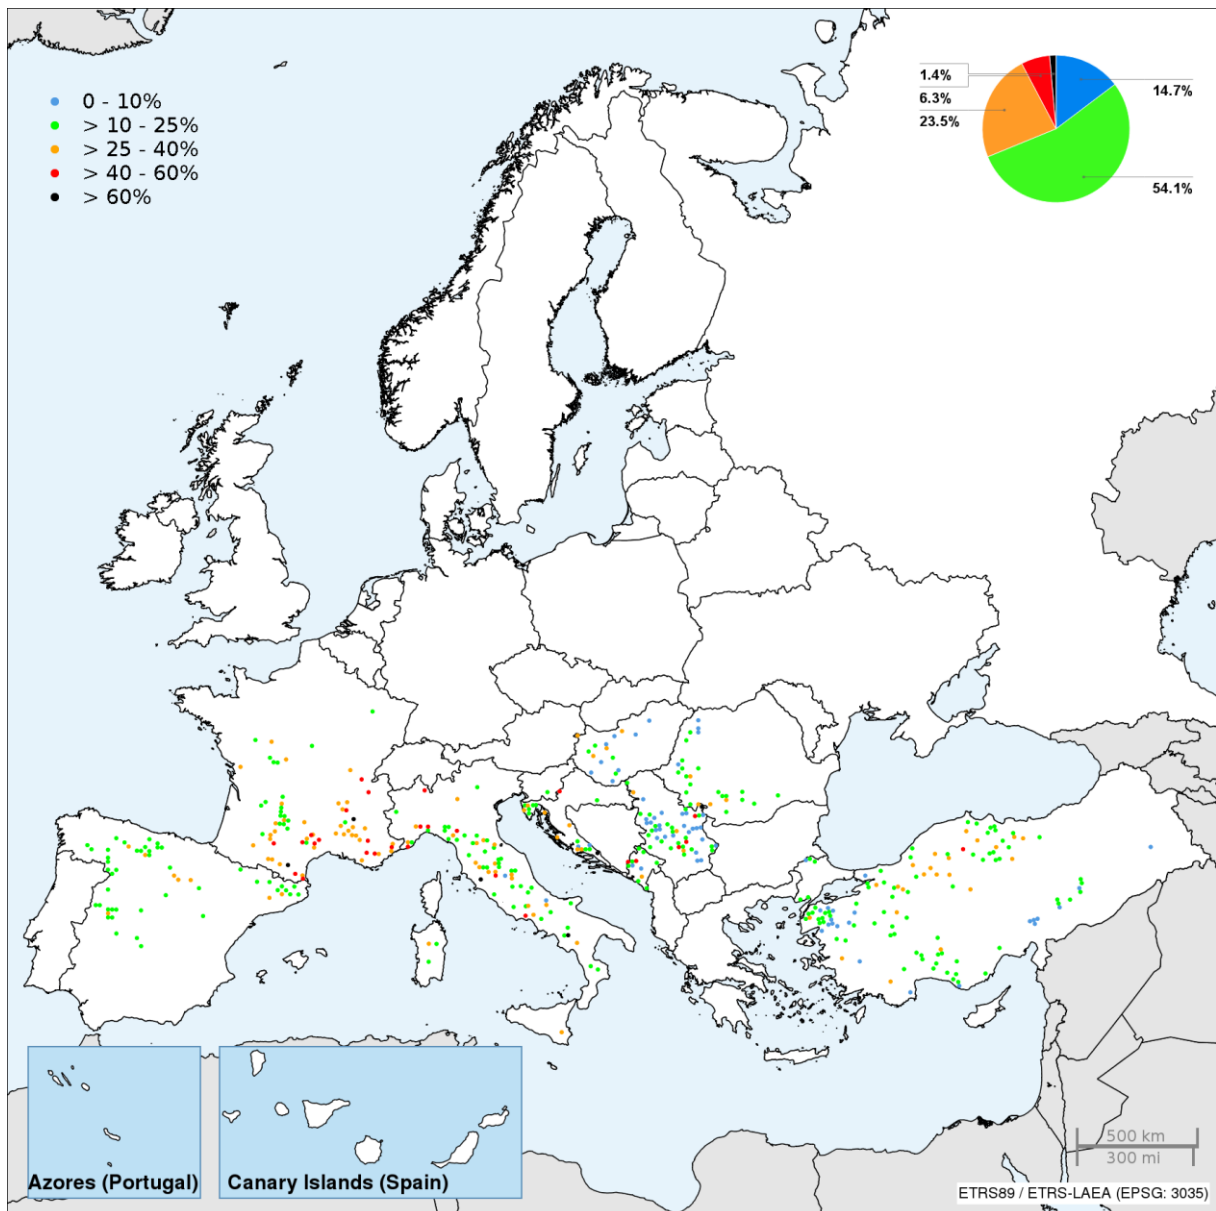 0 - 10%
> 10 - 25%
> 25 - 40%
> 40 - 60%
> 60%
1.4%
6.3%
23.5%
14.7%
54.1%
Azores (Portugal)
Canary Islands (Spain)
500 km
300 mi
ETRS89 / ETRS-LAEA (EPSG: 3035)